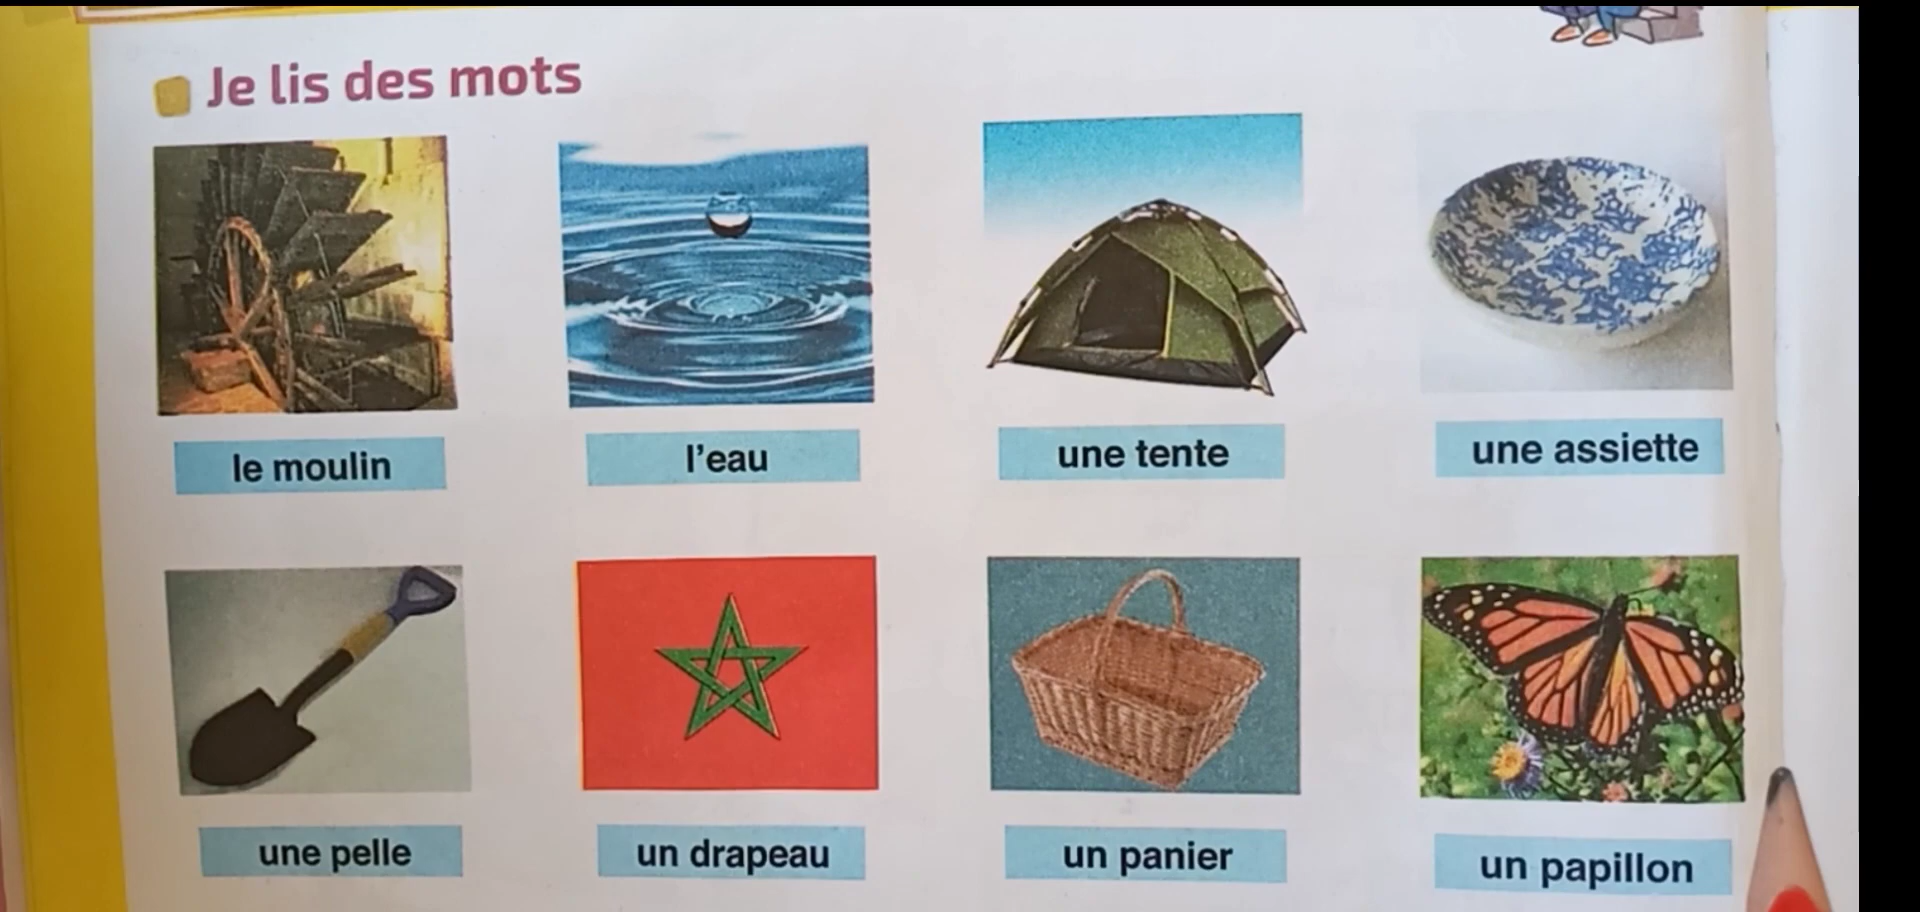 Je lis des mots
le moulin
l'eau
une tente
une assiette
une pelle
un drapeau
un panier
un papillon